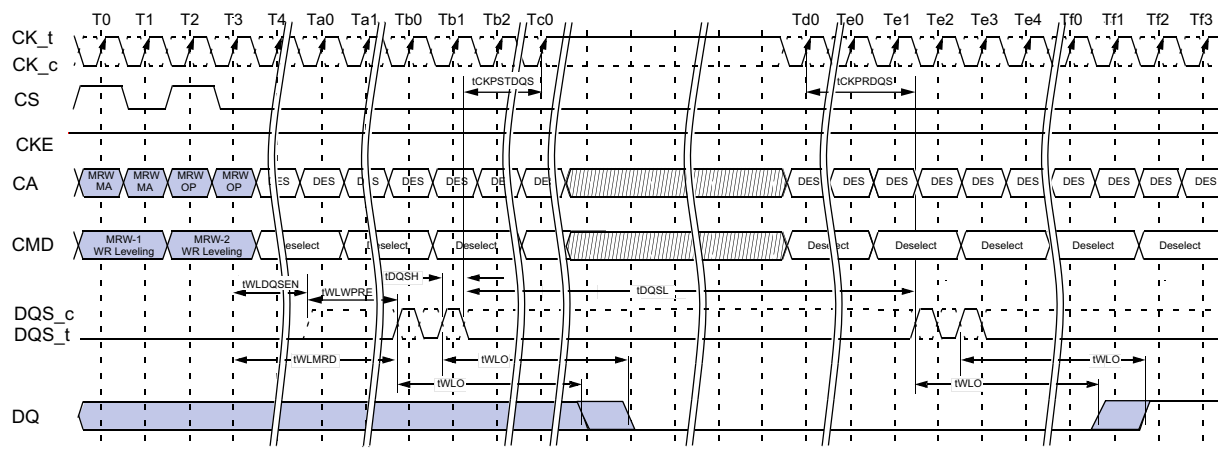 T0 T1 T2 T3 T4 Ta0 Ta1 Tb0 Tb1 Tb2 Tc0 Td0 Te0 Te1 Te2 Te3 Te4 Tf0 Tf1 Tf2 Tf3
CK_t
CK_c
tCKPSTDQS tCKPRDQS
CS
CKE
CA
MRW MA
MRW MA
MRW OP
MRW OP
DES DES DES DES DES DES DES DES DES DES DES DES DES DES DES DES DES
CMD
MRW-1 WR Leveling
MRW-2 WR Leveling
Deselect Deselect Deselect Deselect Deselect Deselect Deselect Deselect
tDQSH
tWLDQSEN
tWLWPRE
tDQSL
DQS_c
DQS_t
tWLMRD tWLO tWLO
tWLO tWLO
DQ